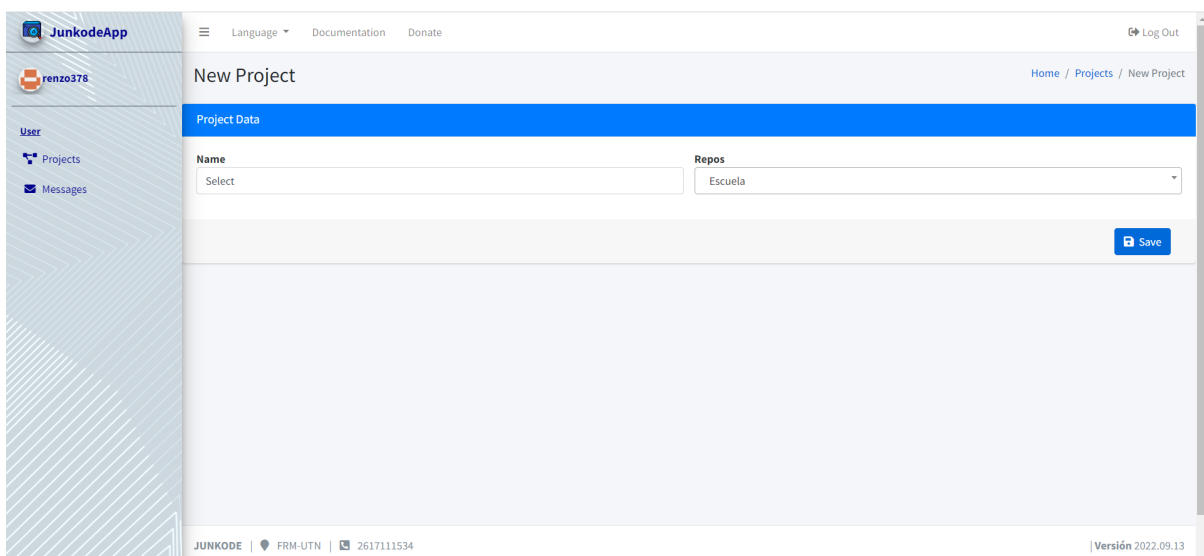 JunkodeApp
Language Documentation Donate Log Out
renzo378
New Project Home / Projects / New Project
Project Data
User
Projects
Messages
Name Repos
Select Escuela
Save
JUNKODE | FRM-UTN | 2617111534 | Versión 2022.09.13